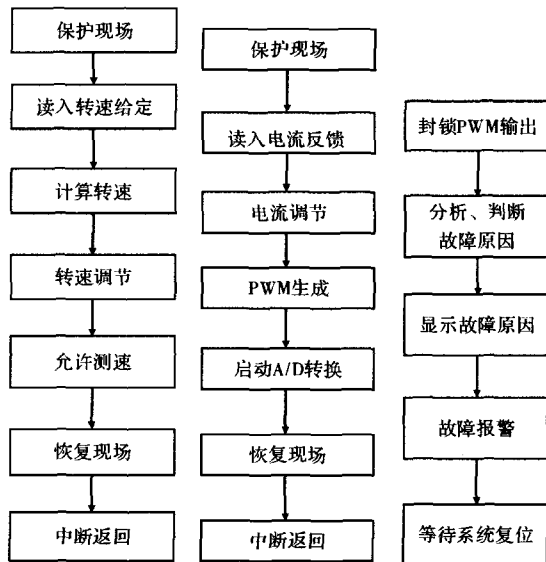 保护现场
读入转速给定
计算转速
转速调节
允许测速
恢复现场
中断返回
保护现场
读入电流反馈
电流调节
PWM生成
启动A/D转换
恢复现场
中断返回
封锁PWM输出
分析、判断
故障原因
显示故障原因
故障报警
等待系统复位